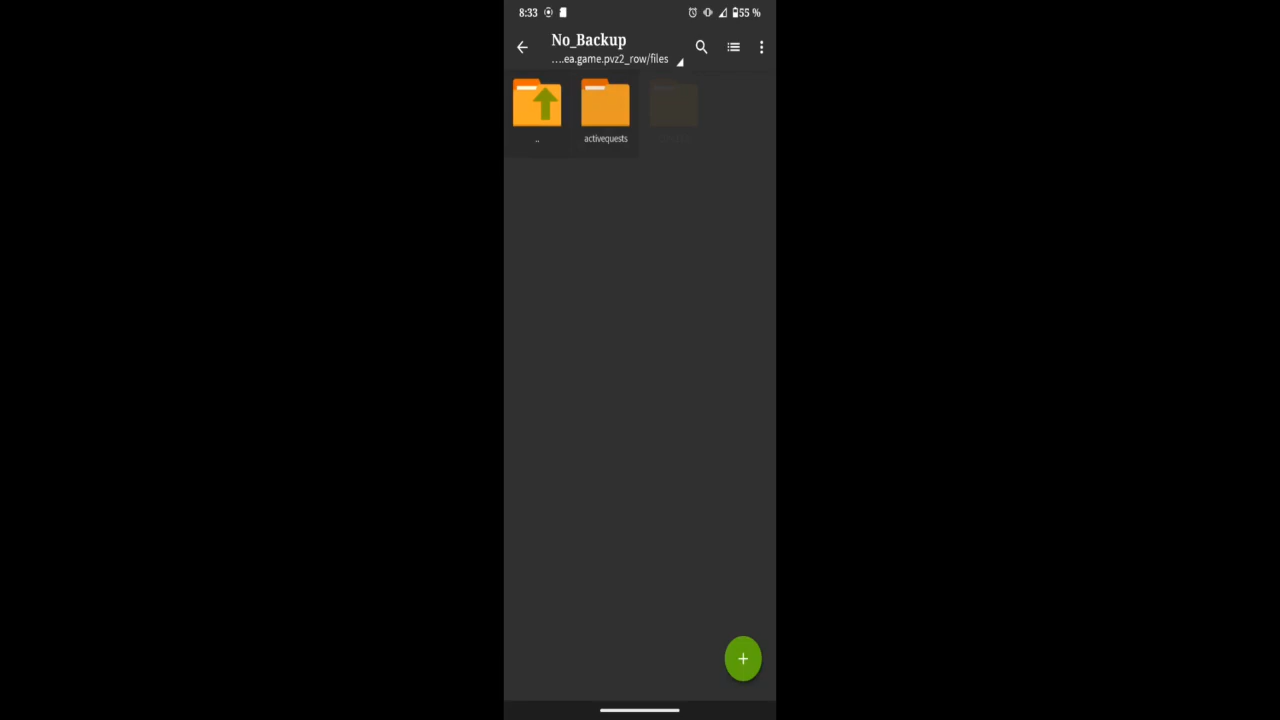 8:33
55 %
No_Backup
....ea.game.pvz2_row/files
..
activequests